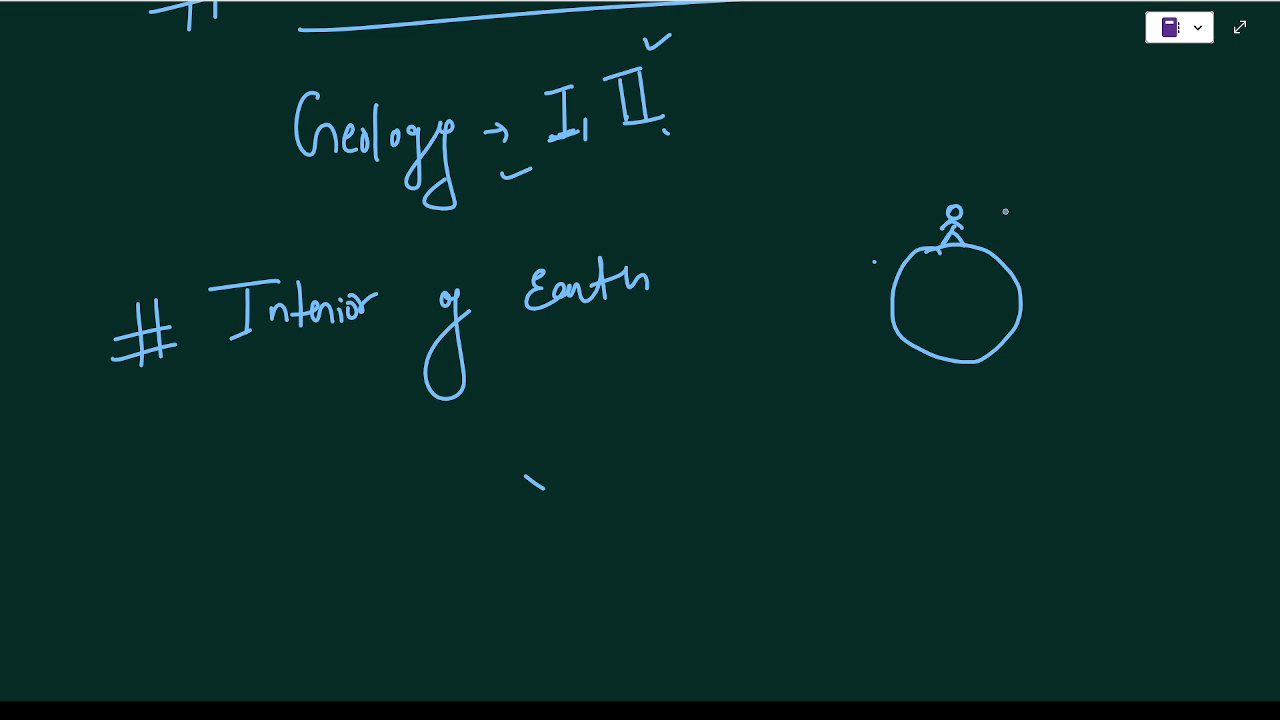 Geology → I, II.
# Interior of Earth